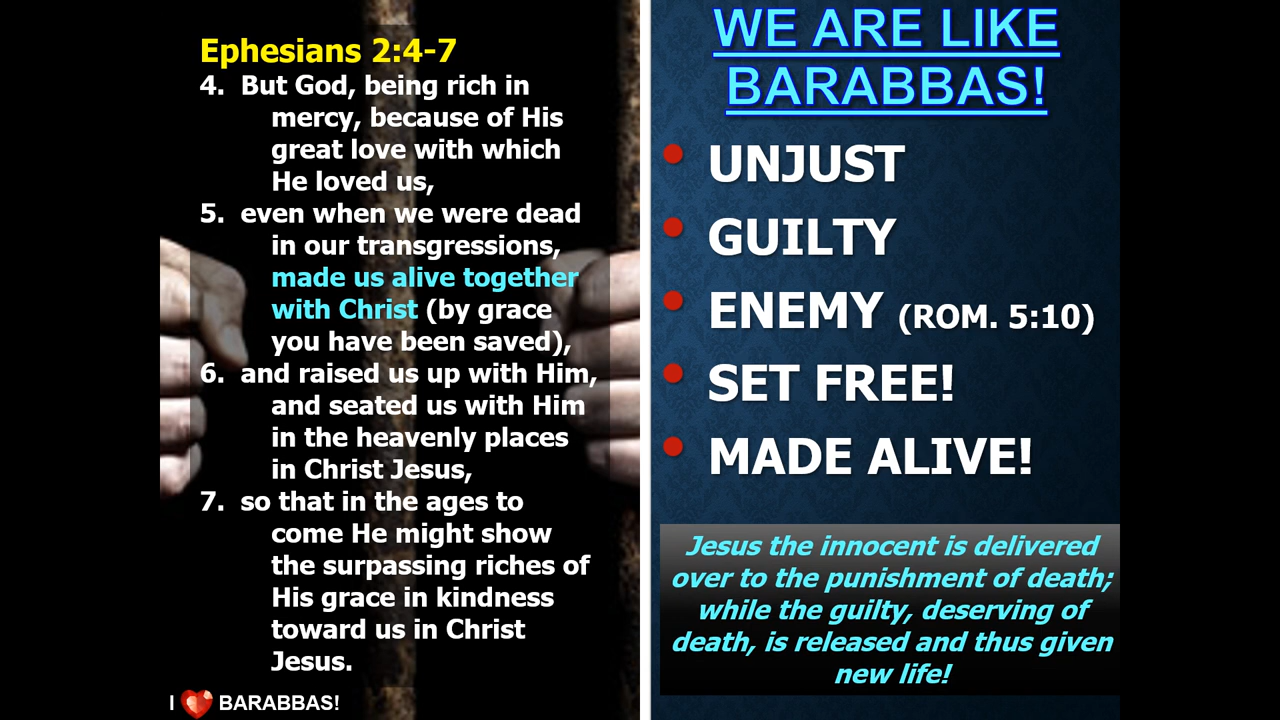 Ephesians 2:4-7
4. But God, being rich in
mercy, because of His
great love with which
He loved us,
5. even when we were dead
in our transgressions,
made us alive together
with Christ (by grace
you have been saved),
6. and raised us up with Him,
and seated us with Him
in the heavenly places
in Christ Jesus,
7. so that in the ages to
come He might show
the surpassing riches of
His grace in kindness
toward us in Christ
Jesus.
I ❤ BARABBAS!
WE ARE LIKE
BARABBAS!
• UNJUST
• GUILTY
• ENEMY (ROM. 5:10)
• SET FREE!
• MADE ALIVE!
Jesus the innocent is delivered
over to the punishment of death;
while the guilty, deserving of
death, is released and thus given
new life!